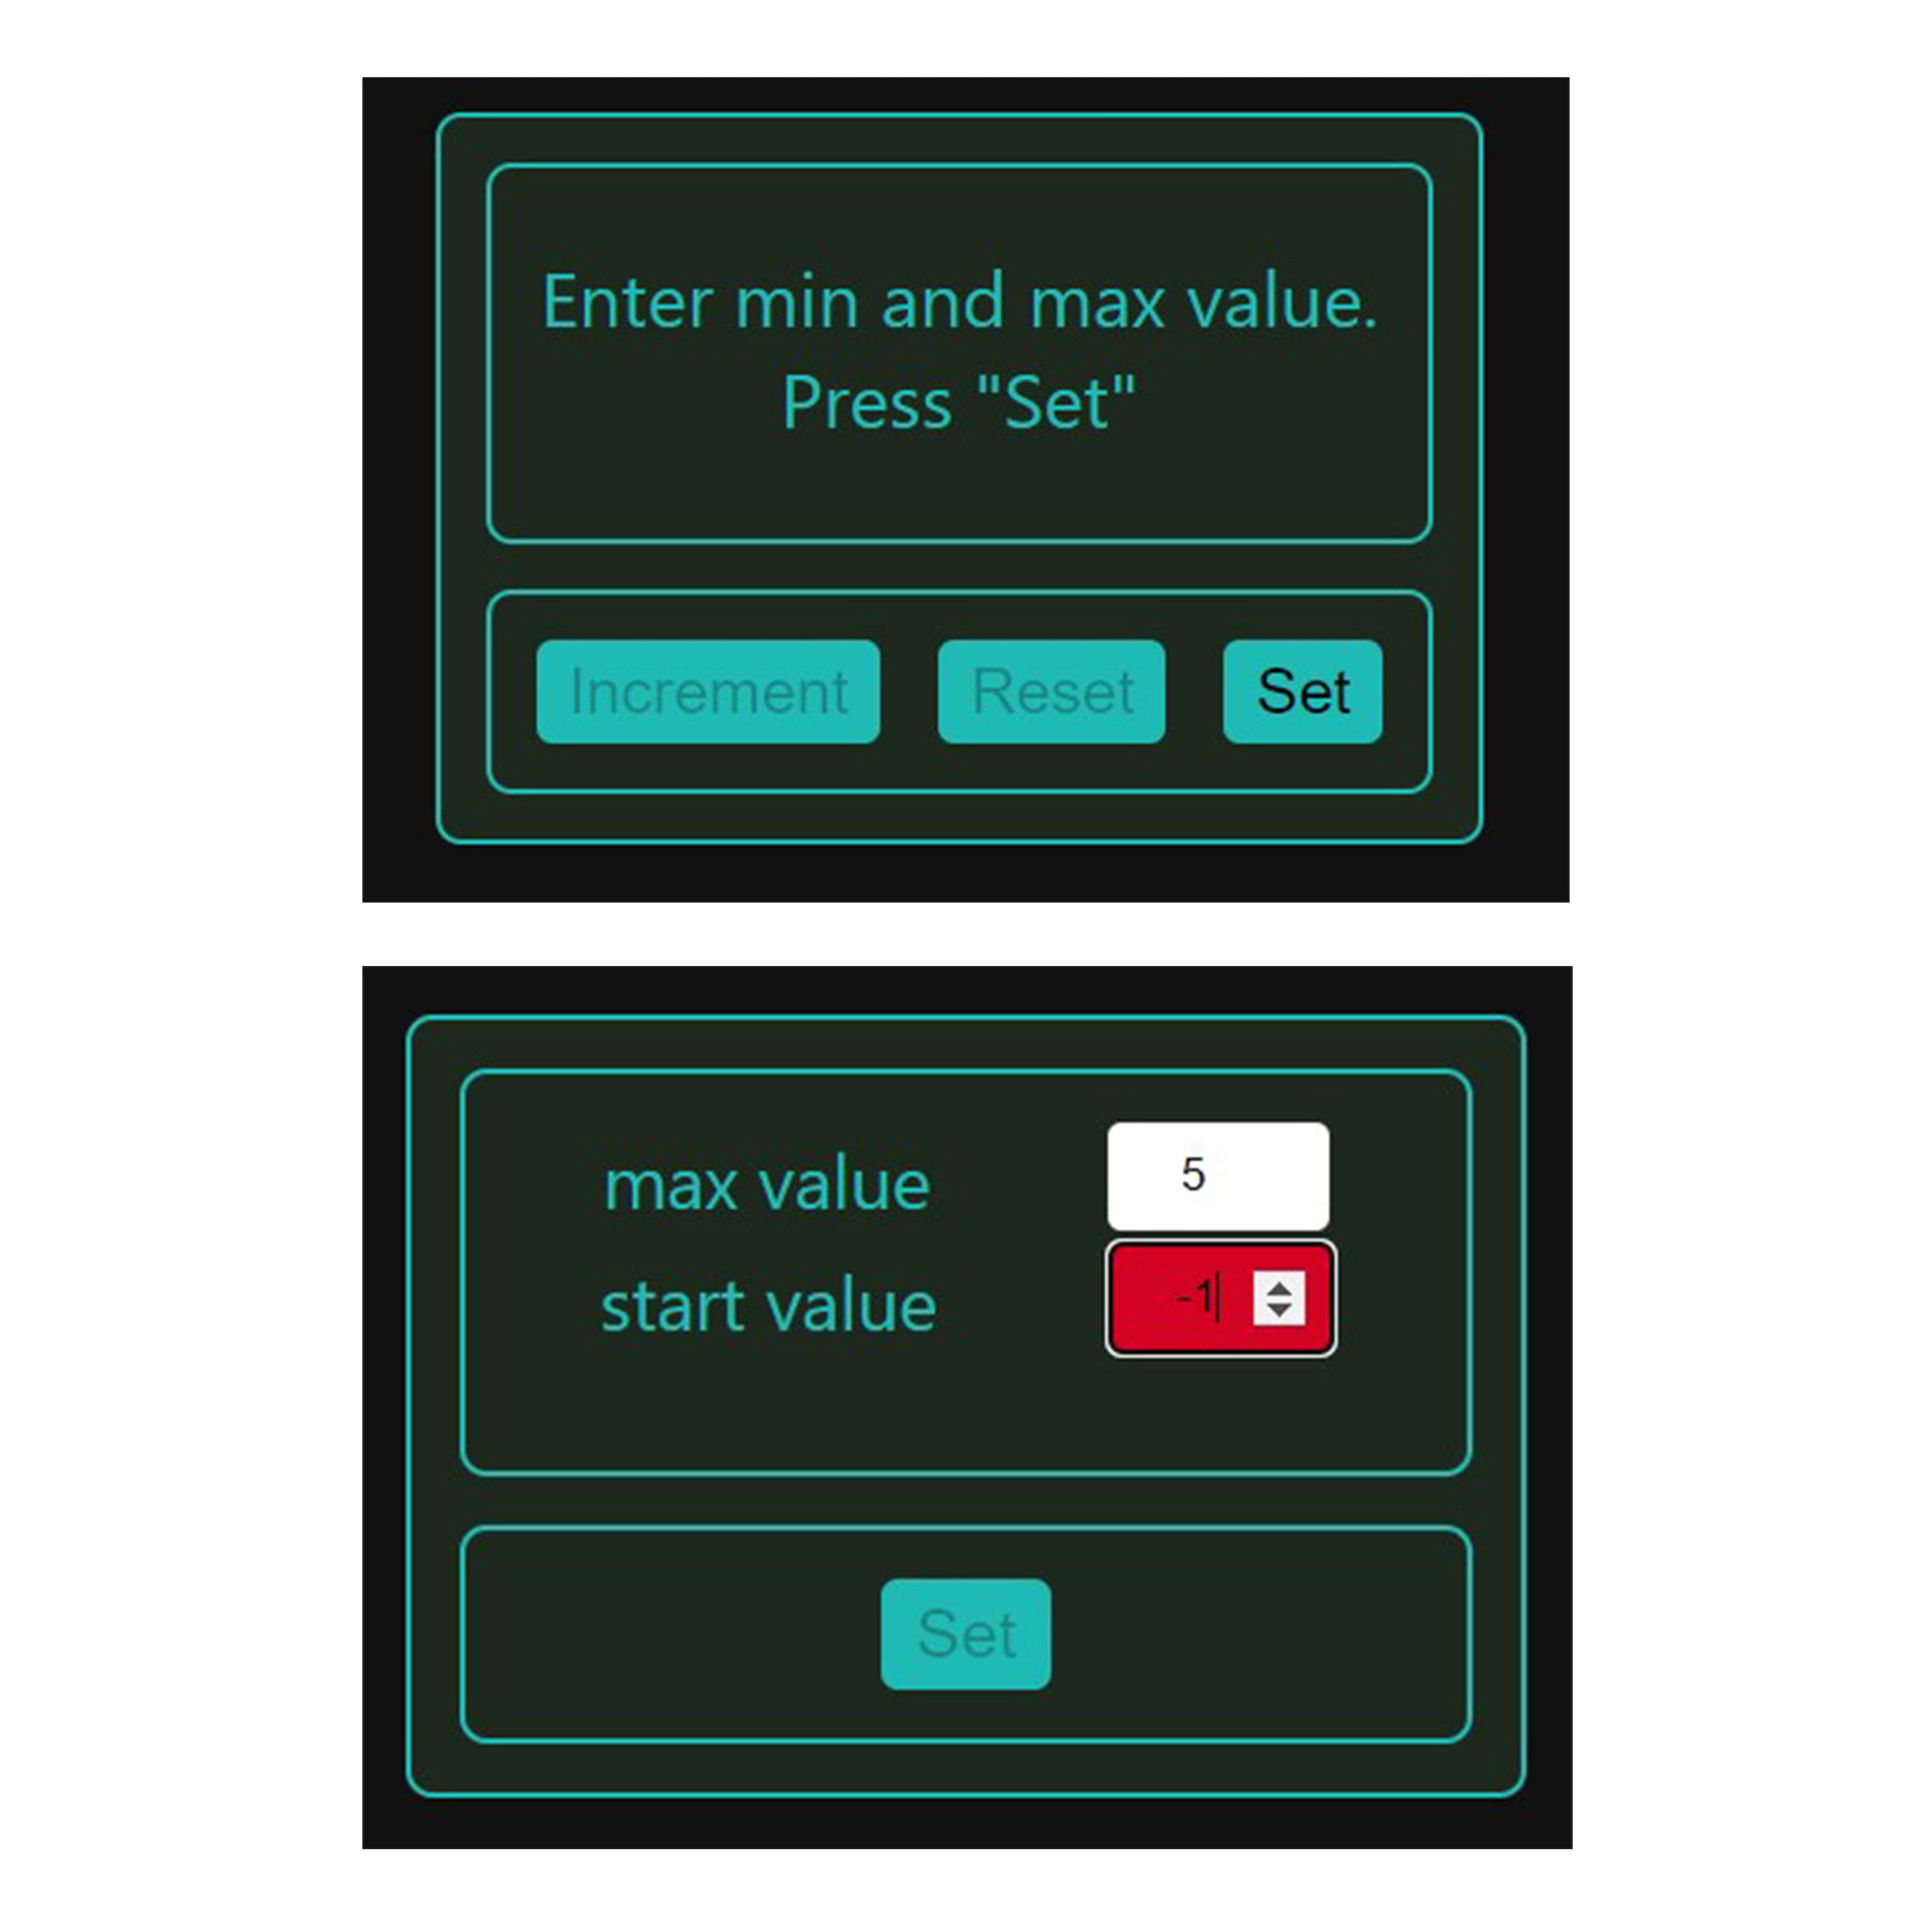 Enter min and max value.
Press "Set"
Increment Reset Set
max value 5
start value -1
Set